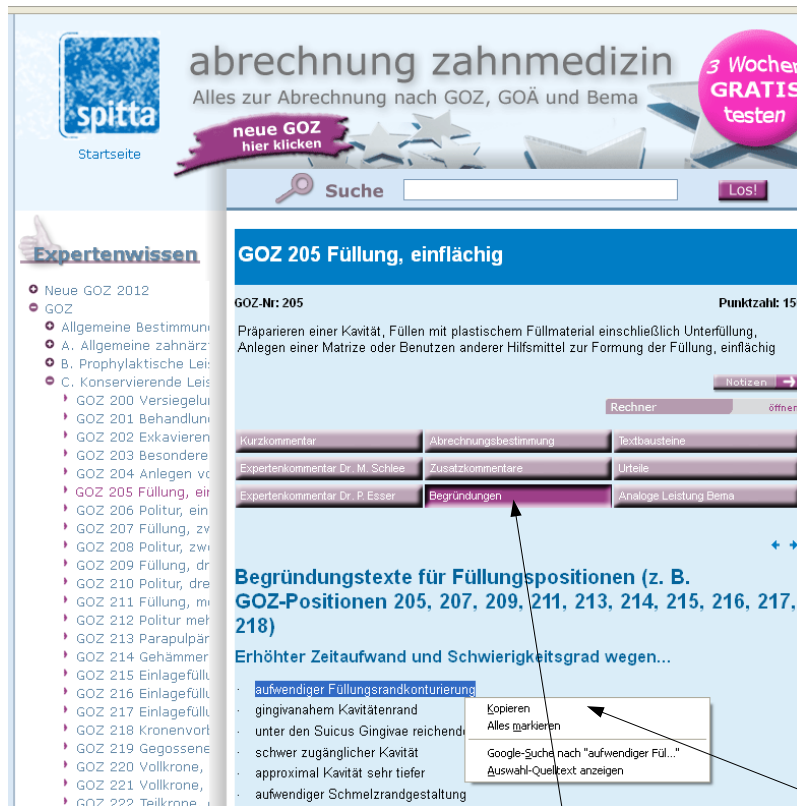 spitta
Startseite
abrechnung zahnmedizin
Alles zur Abrechnung nach GOZ, GOÄ und Bema
neue GOZ
hier klicken
3 Wochen
GRATIS
testen
Suche
Los!
Expertenwissen
Neue GOZ 2012
GOZ
Allgemeine Bestimmun
A. Allgemeine zahnärz
B. Prophylaktische Lei
C. Konservierende Leis
GOZ 200 Versiegelu
GOZ 201 Behandlun
GOZ 202 Exkavieren
GOZ 203 Besondere
GOZ 204 Anlegen vo
GOZ 205 Füllung, ei
GOZ 206 Politur, ein
GOZ 207 Füllung, zv
GOZ 208 Politur, zwe
GOZ 209 Füllung, dr
GOZ 210 Politur, dre
GOZ 211 Füllung, m
GOZ 212 Politur meh
GOZ 213 Parapulpär
GOZ 214 Gehämmer
GOZ 215 Einlagefüllu
GOZ 216 Einlagefüllu
GOZ 217 Einlagefüllu
GOZ 218 Kronenvorb
GOZ 219 Gegossene
GOZ 220 Vollkrone,
GOZ 221 Vollkrone,
GOZ 222 Teilkrone,
GOZ 205 Füllung, einflächig
GOZ-Nr: 205 Punktzahl: 15
Präparieren einer Kavität, Füllen mit plastischem Füllmaterial einschließlich Unterfüllung,
Anlegen einer Matrize oder Benutzen anderer Hilfsmittel zur Formung der Füllung, einflächig
Notizen
Rechner öffnen
Kurzkommentar Abrechnungsbestimmung Textbausteine
Expertenkommentar Dr. M. Schlee Zusatzkommentare Urteile
Expertenkommentar Dr. P. Esser Begründungen Analoge Leistung Bema
Begründungstexte für Füllungspositionen (z. B.
GOZ-Positionen 205, 207, 209, 211, 213, 214, 215, 216, 217,
218)
Erhöhter Zeitaufwand und Schwierigkeitsgrad wegen...
· aufwendiger Füllungsrandkonturierung
· gingivanahem Kavitätenrand
· unter den Suicus Gingivae reichend
· schwer zugänglicher Kavität
· approximal Kavität sehr tiefer
· aufwendiger Schmelzrandgestaltung
Kopieren
Alles markieren
Google-Suche nach "aufwendiger Fül..."
Auswahl-Quelltext anzeigen